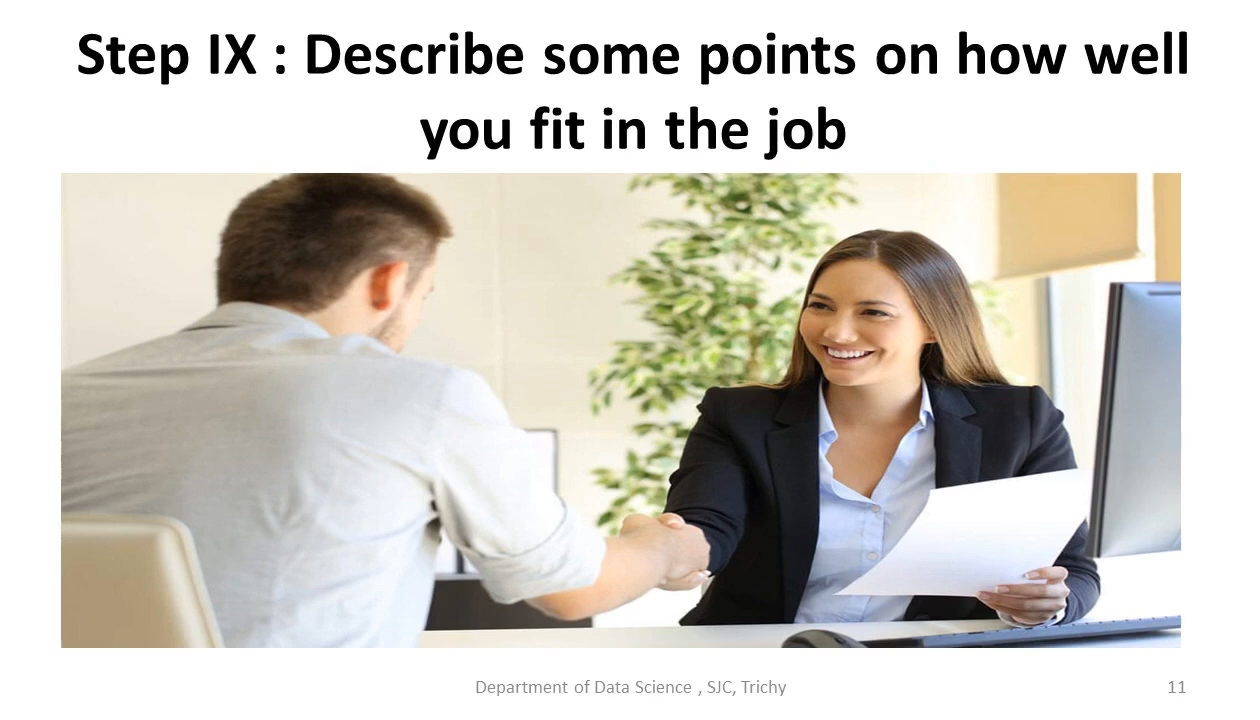 Step IX : Describe some points on how well
you fit in the job
Department of Data Science , SJC, Trichy
11